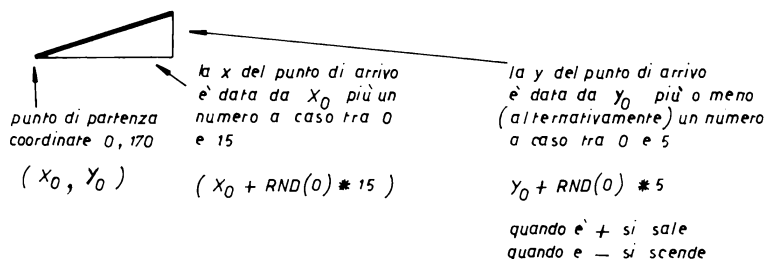 punto di partenza
coordinate 0,170
( X0 , Y0 )
la x del punto di arrivo
è data da X0 più un
numero a caso tra 0
e 15
( X0 + RND(0) * 15 )
la y del punto di arrivo
è data da Y0 più o meno
(alternativamente) un numero
a caso tra 0 e 5
Y0 + RND(0) * 5
quando è + si sale
quando e − si scende